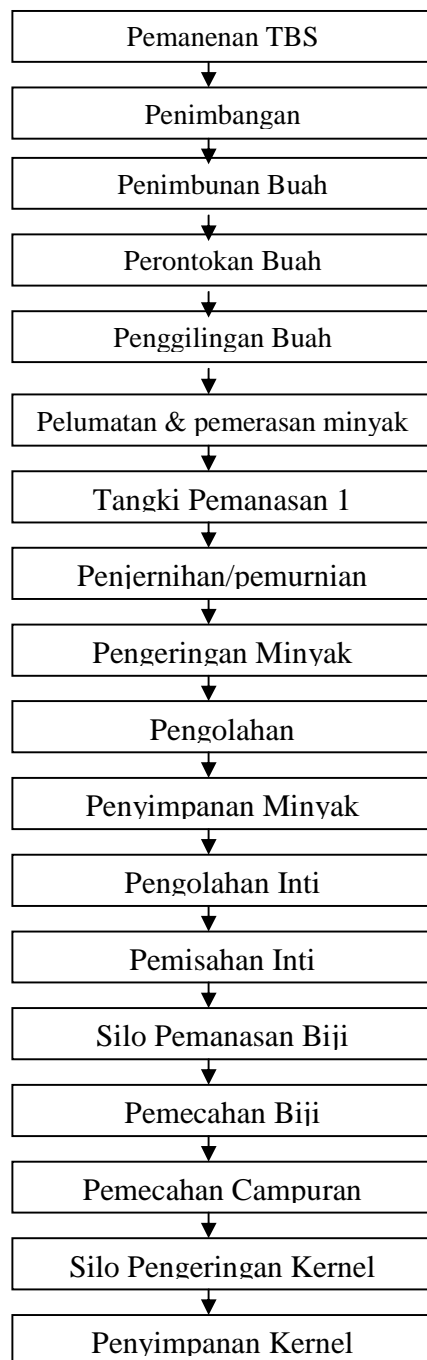 Pemanenan TBS
Penimbangan
Penimbunan Buah
Perontokan Buah
Penggilingan Buah
Pelumatan & pemerasan minyak
Tangki Pemanasan 1
Penjernihan/pemurnian
Pengeringan Minyak
Pengolahan
Penyimpanan Minyak
Pengolahan Inti
Pemisahan Inti
Silo Pemanasan Biji
Pemecahan Biji
Pemecahan Campuran
Silo Pengeringan Kernel
Penyimpanan Kernel